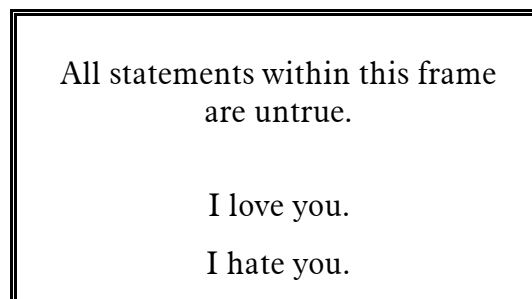 All statements within this frame
are untrue.
I love you.
I hate you.